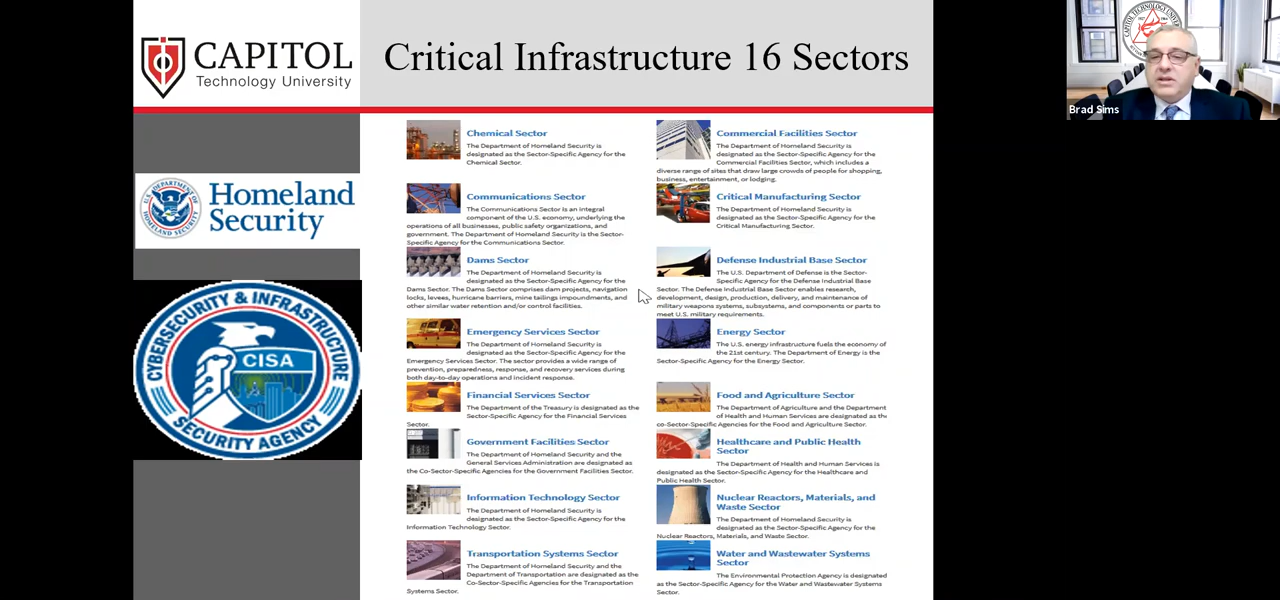 CAPITOL
Technology University
Critical Infrastructure 16 Sectors
Brad Sims
Homeland
Security
U.S. DEPARTMENT OF HOMELAND SECURITY
CYBERSECURITY & INFRASTRUCTURE
CISA
SECURITY AGENCY
Chemical Sector
The Department of Homeland Security is
designated as the Sector-Specific Agency for the
Chemical Sector.
Commercial Facilities Sector
The Department of Homeland Security is
designated as the Sector-Specific Agency for the
Commercial Facilities Sector, which includes a
diverse range of sites that draw large crowds of people for shopping,
business, entertainment, or lodging.
Communications Sector
The Communications Sector is an integral
component of the U.S. economy, underlying the
operations of all businesses, public safety organizations, and
government. The Department of Homeland Security is the Sector-
Specific Agency for the Communications Sector.
Critical Manufacturing Sector
The Department of Homeland Security is
designated as the Sector-Specific Agency for the
Critical Manufacturing Sector.
Dams Sector
The Department of Homeland Security is
designated as the Sector-Specific Agency for the
Dams Sector. The Dams Sector comprises dam projects, navigation
locks, levees, hurricane barriers, mine tailings impoundments, and
other similar water retention and/or control facilities.
Defense Industrial Base Sector
The U.S. Department of Defense is the Sector-
Specific Agency for the Defense Industrial Base
Sector. The Defense Industrial Base Sector enables research,
development, design, production, delivery, and maintenance of
military weapons systems, subsystems, and components or parts to
meet U.S. military requirements.
Emergency Services Sector
The Department of Homeland Security is
designated as the Sector-Specific Agency for the
Emergency Services Sector. The sector provides a wide range of
prevention, preparedness, response, and recovery services during
both day-to-day operations and incident response.
Energy Sector
The U.S. energy infrastructure fuels the economy of
the 21st century. The Department of Energy is the
Sector-Specific Agency for the Energy Sector.
Financial Services Sector
The Department of the Treasury is designated as the
Sector-Specific Agency for the Financial Services
Sector.
Food and Agriculture Sector
The Department of Agriculture and the Department
of Health and Human Services are designated as the
co-Sector-Specific Agencies for the Food and Agriculture Sector.
Government Facilities Sector
The Department of Homeland Security and the
General Services Administration are designated as
the Co-Sector-Specific Agencies for the Government Facilities Sector.
Healthcare and Public Health
Sector
The Department of Health and Human Services is
designated as the Sector-Specific Agency for the Healthcare and
Public Health Sector.
Information Technology Sector
The Department of Homeland Security is
designated as the Sector-Specific Agency for the
Information Technology Sector.
Nuclear Reactors, Materials, and
Waste Sector
The Department of Homeland Security is
designated as the Sector-Specific Agency for the
Nuclear Reactors, Materials, and Waste Sector.
Transportation Systems Sector
The Department of Homeland Security and the
Department of Transportation are designated as the
Co-Sector-Specific Agencies for the Transportation
Systems Sector.
Water and Wastewater Systems
Sector
The Environmental Protection Agency is designated
as the Sector-Specific Agency for the Water and Wastewater Systems
Sector.